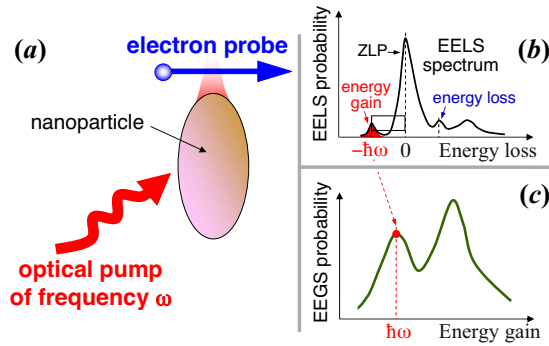 (a)
electron probe
nanoparticle
optical pump
of frequency ω
(b)
EELS probability
ZLP
EELS
spectrum
energy
gain
energy loss
−ħω
0
Energy loss
(c)
EEGS probability
ħω
Energy gain